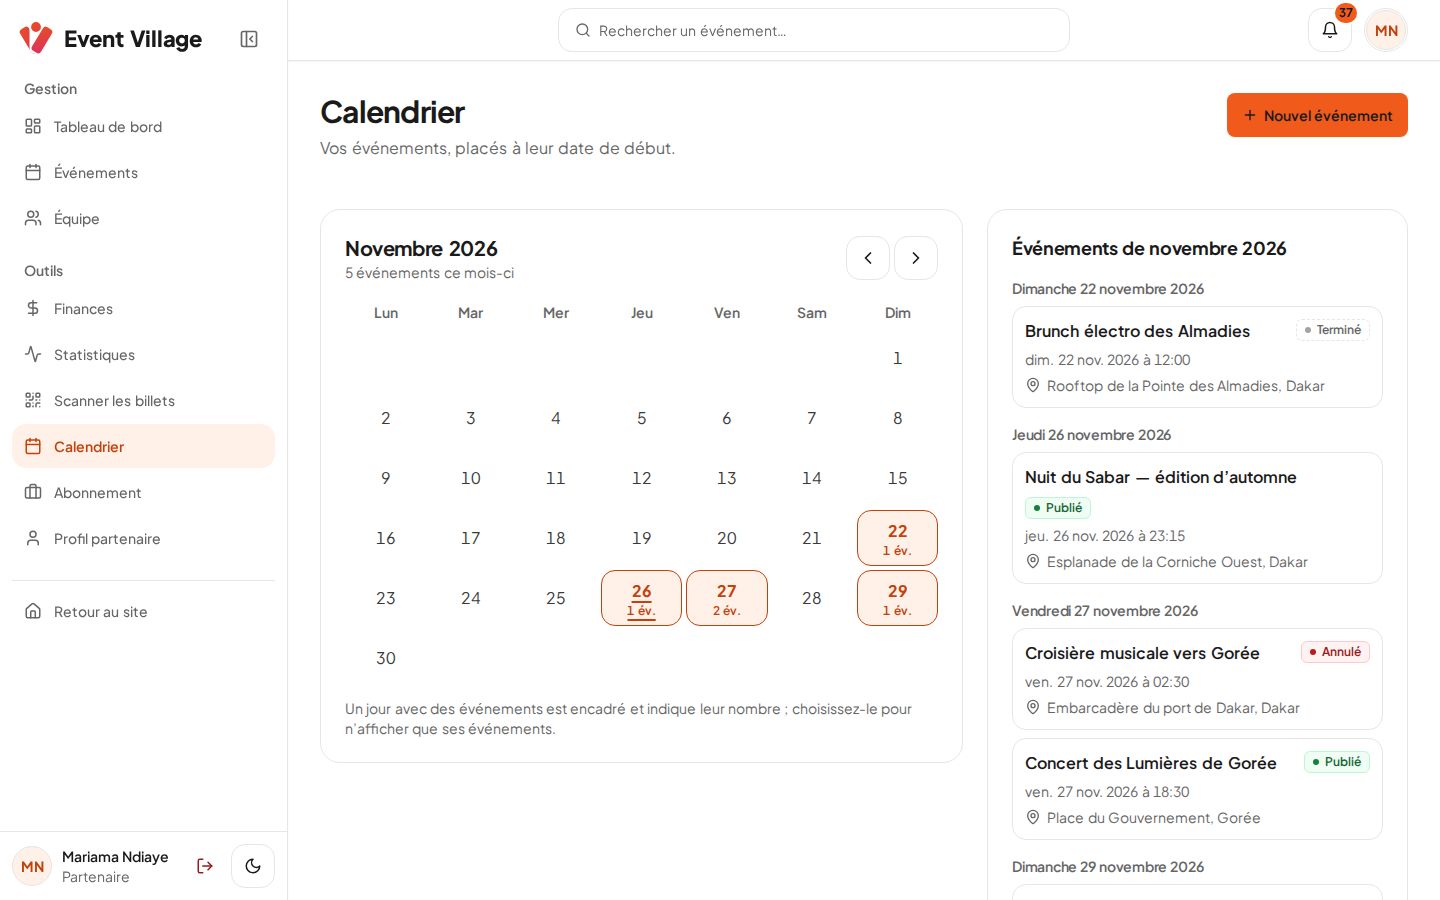 Event Village
Gestion
Tableau de bord
Événements
Équipe
Outils
Finances
Statistiques
Scanner les billets
Calendrier
Abonnement
Profil partenaire
Retour au site
MN
Mariama Ndiaye
Partenaire
Rechercher un événement…
37
MN
Calendrier
Vos événements, placés à leur date de début.
Nouvel événement
Novembre 2026
5 événements ce mois-ci
Lun Mar Mer Jeu Ven Sam Dim
1
2 3 4 5 6 7 8
9 10 11 12 13 14 15
16 17 18 19 20 21 22
1 év.
23 24 25 26 27 28 29
1 év. 2 év. 1 év.
30
Un jour avec des événements est encadré et indique leur nombre ; choisissez-le pour
n’afficher que ses événements.
Événements de novembre 2026
Dimanche 22 novembre 2026
Brunch électro des Almadies Terminé
dim. 22 nov. 2026 à 12:00
Rooftop de la Pointe des Almadies, Dakar
Jeudi 26 novembre 2026
Nuit du Sabar — édition d’automne
Publié
jeu. 26 nov. 2026 à 23:15
Esplanade de la Corniche Ouest, Dakar
Vendredi 27 novembre 2026
Croisière musicale vers Gorée Annulé
ven. 27 nov. 2026 à 02:30
Embarcadère du port de Dakar, Dakar
Concert des Lumières de Gorée Publié
ven. 27 nov. 2026 à 18:30
Place du Gouvernement, Gorée
Dimanche 29 novembre 2026